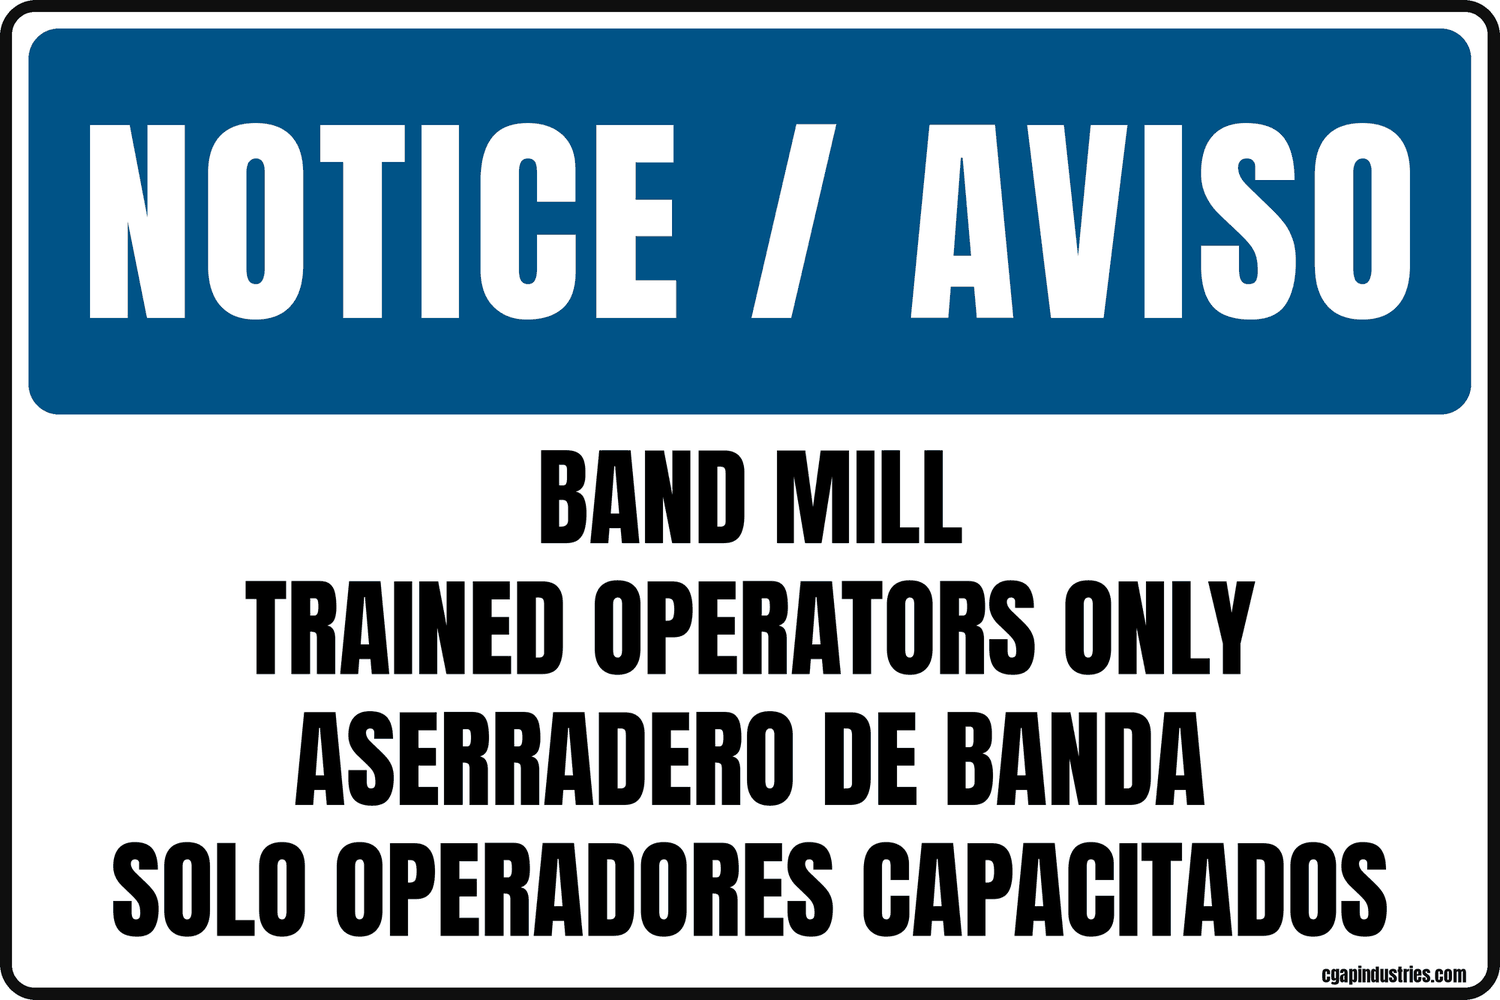 NOTICE / AVISO
BAND MILL
TRAINED OPERATORS ONLY
ASERRADERO DE BANDA
SOLO OPERADORES CAPACITADOS
cgapindustries.com